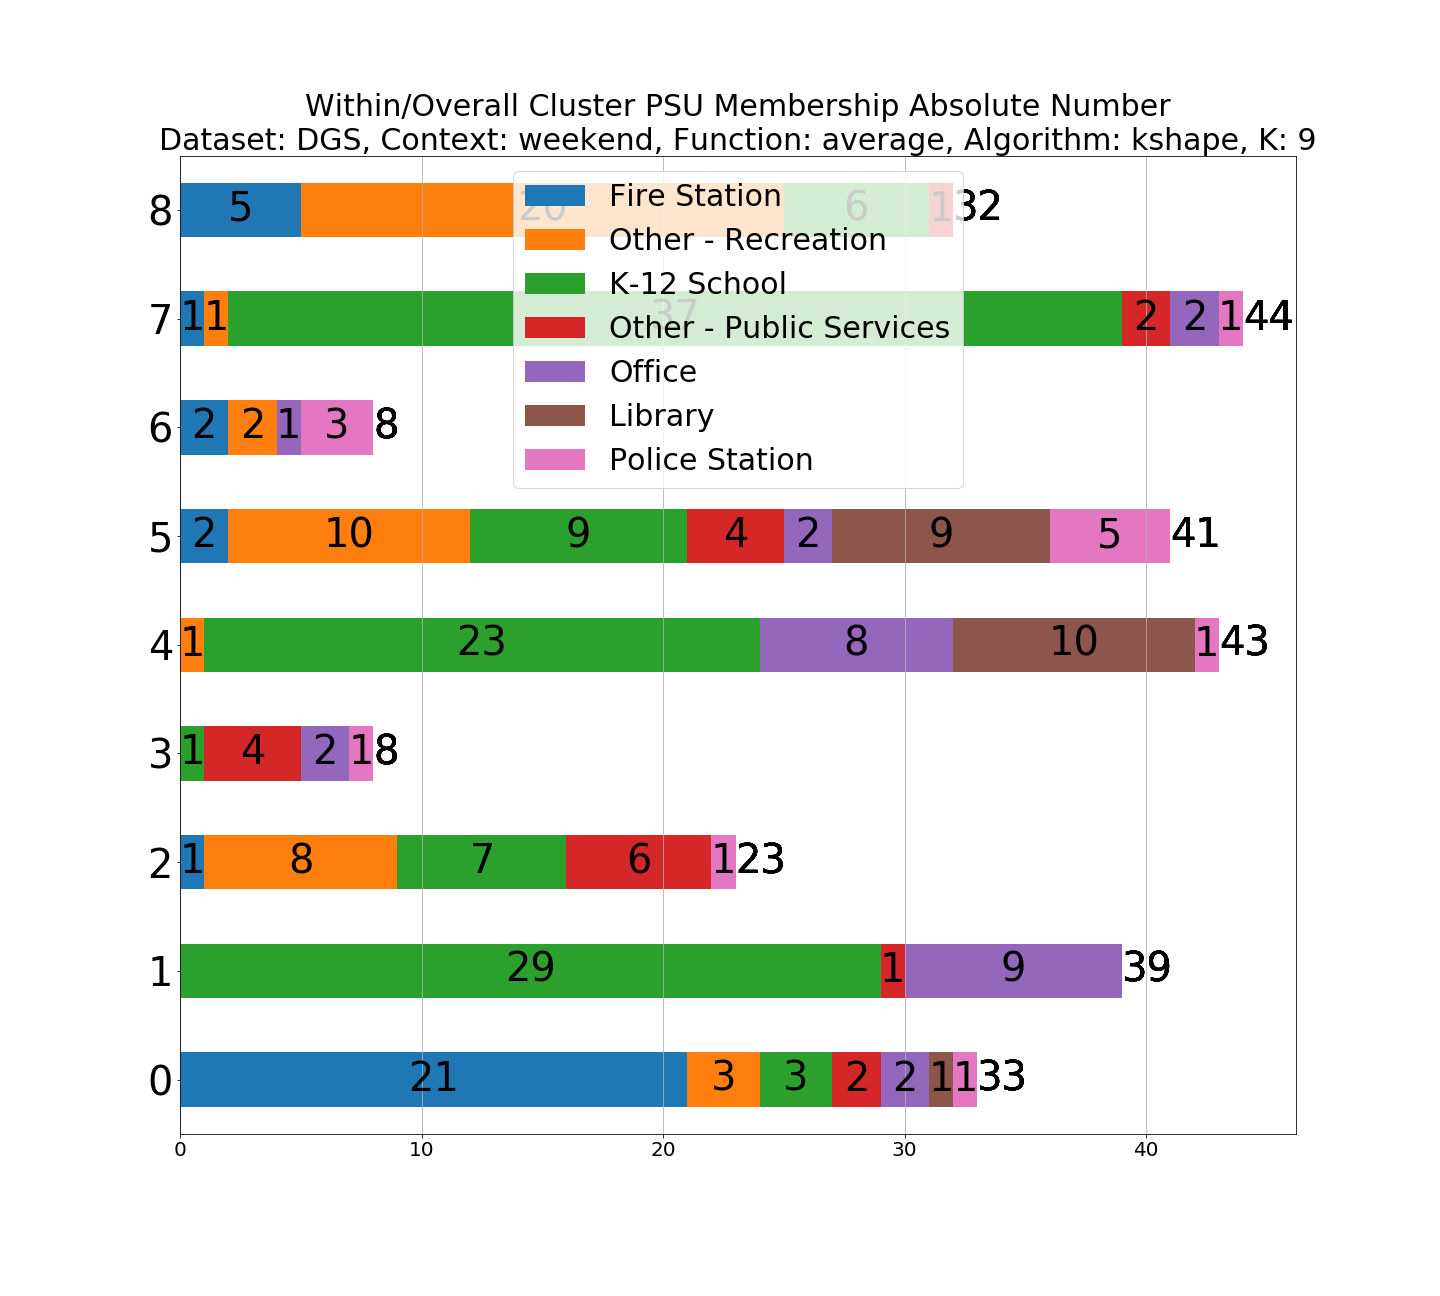 Within/Overall Cluster PSU Membership Absolute Number
Dataset: DGS, Context: weekend, Function: average, Algorithm: kshape, K: 9
8 5 20 6 1 32
Fire Station
Other - Recreation
K-12 School
7 1 1 37 2 2 1 44
Other - Public Services
Office
Library
Police Station
6 2 2 1 3 8
5 2 10 9 4 2 9 5 41
4 1 23 8 10 1 43
3 1 4 2 1 8
2 1 8 7 6 1 23
1 29 1 9 39
0 21 3 3 2 2 1 1 33
0 10 20 30 40